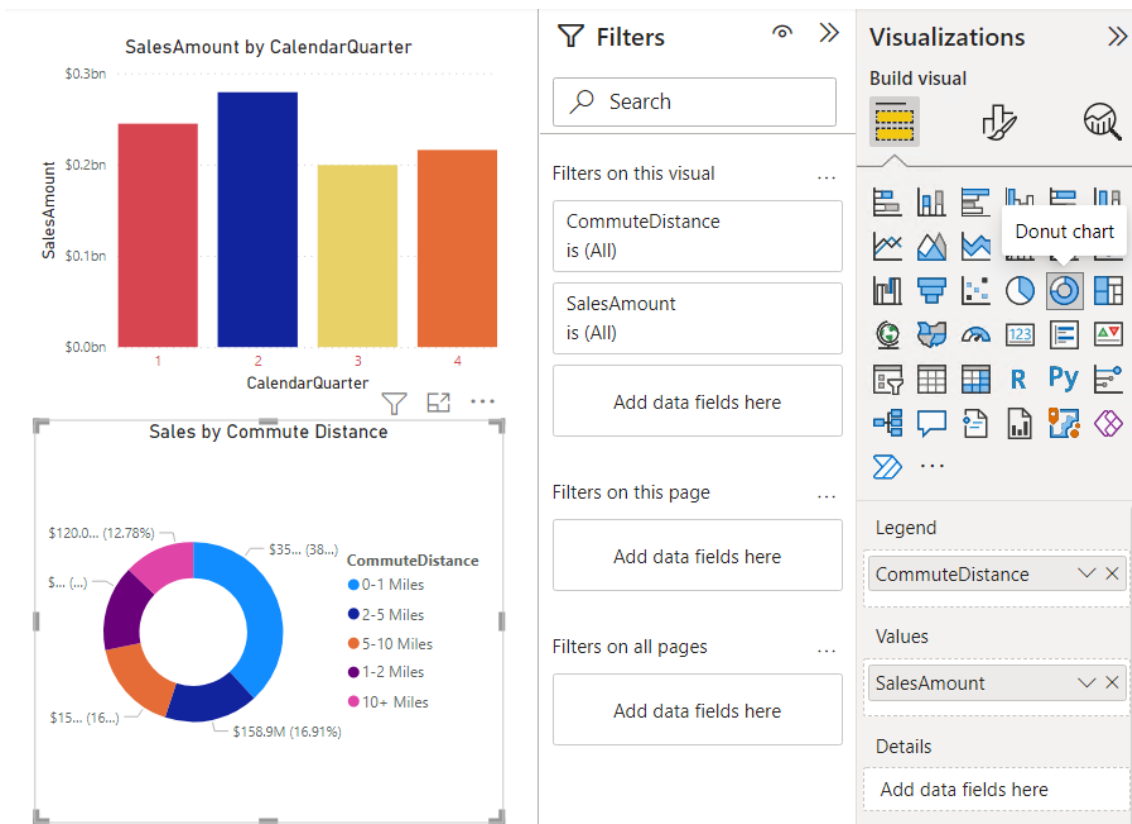 SalesAmount by CalendarQuarter
$0.3bn
$0.2bn
$0.1bn
$0.0bn
SalesAmount
1 2 3 4
CalendarQuarter
Sales by Commute Distance
$120.0... (12.78%)
$35... (38...)
$... (...)
$15... (16...)
$158.9M (16.91%)
CommuteDistance
0-1 Miles
2-5 Miles
5-10 Miles
1-2 Miles
10+ Miles
Filters
Search
Filters on this visual
...
CommuteDistance
is (All)
SalesAmount
is (All)
Add data fields here
Filters on this page
...
Add data fields here
Filters on all pages
...
Add data fields here
Visualizations
Build visual
Donut chart
123
R Py
...
Legend
CommuteDistance
Values
SalesAmount
Details
Add data fields here